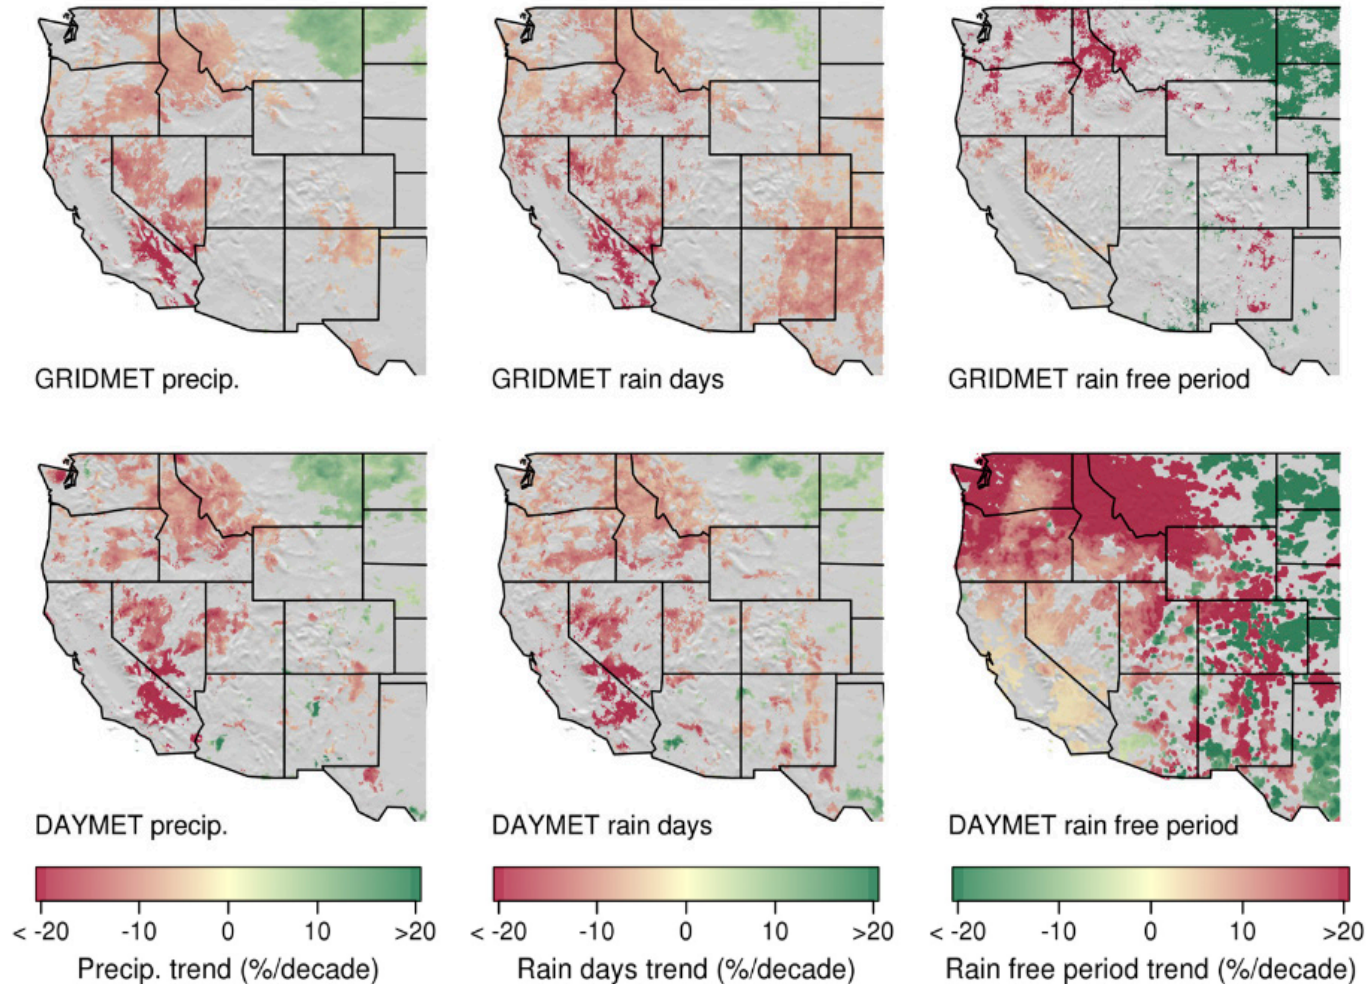 GRIDMET precip.
GRIDMET rain days
GRIDMET rain free period
DAYMET precip.
DAYMET rain days
DAYMET rain free period
< -20 -10 0 10 >20
Precip. trend (%/decade)
< -20 -10 0 10 >20
Rain days trend (%/decade)
< -20 -10 0 10 >20
Rain free period trend (%/decade)